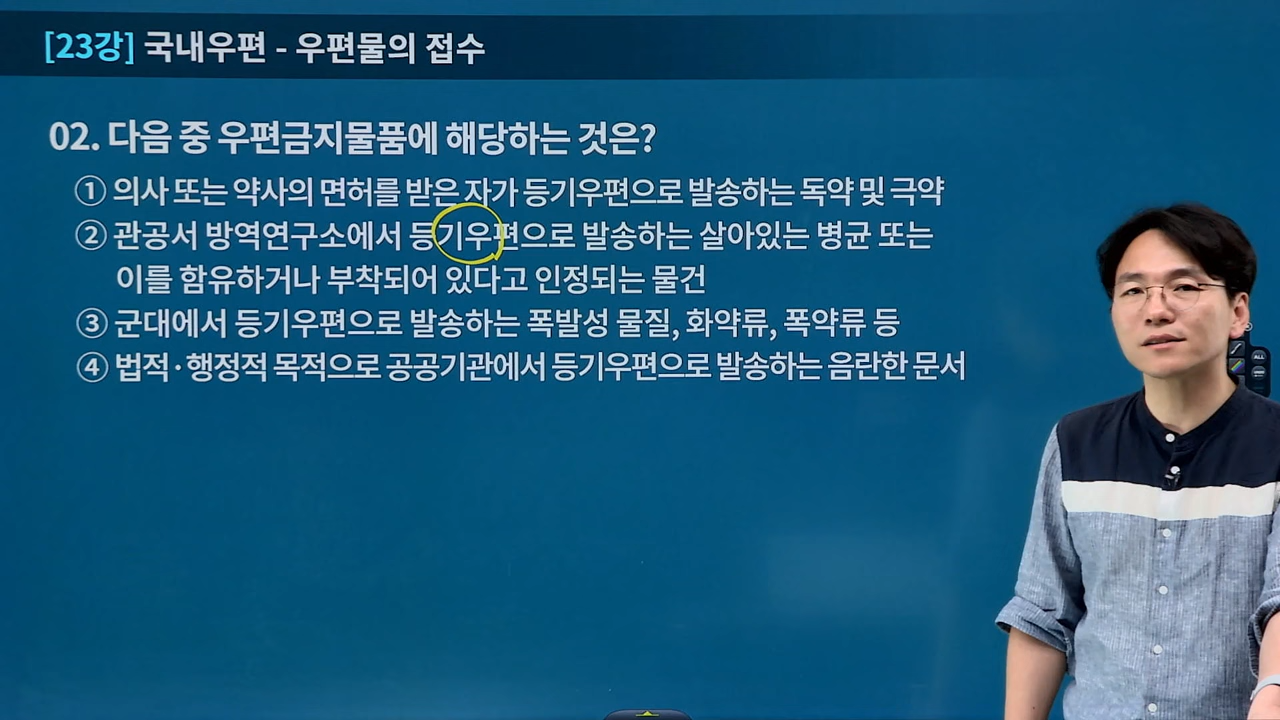 [23강] 국내우편 - 우편물의 접수
02. 다음 중 우편금지물품에 해당하는 것은?
① 의사 또는 약사의 면허를 받은 자가 등기우편으로 발송하는 독약 및 극약
② 관공서 방역연구소에서 등기우편으로 발송하는 살아있는 병균 또는
이를 함유하거나 부착되어 있다고 인정되는 물건
③ 군대에서 등기우편으로 발송하는 폭발성 물질, 화약류, 폭약류 등
④ 법적·행정적 목적으로 공공기관에서 등기우편으로 발송하는 음란한 문서
ALL